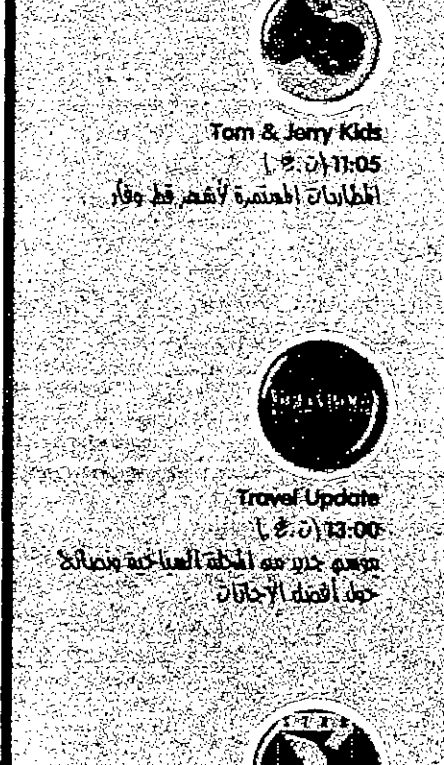 Tom & Jerry Kids
11:05 (ت.غ.)
المطاردات المستمرة لأشهر قط وفأر
Travel Update
13:00 (ت.غ.)
موسم جديد من المجلة السياحية ونصائح
حول أفضل الإجازات
STAR